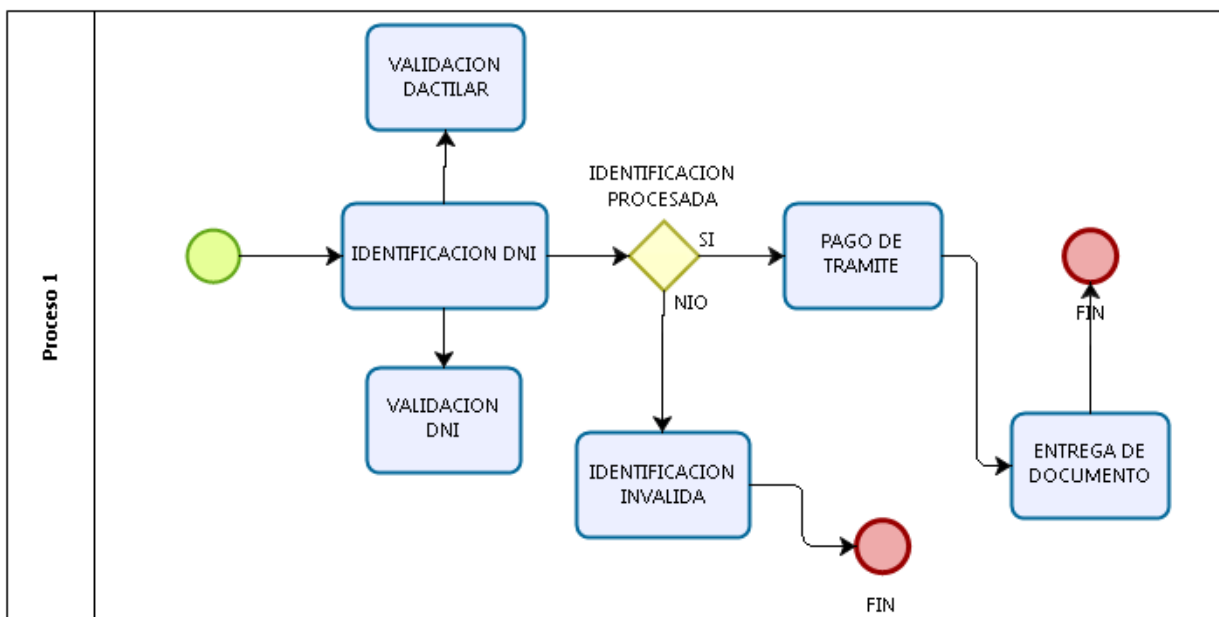 Proceso 1
VALIDACION
DACTILAR
IDENTIFICACION DNI
VALIDACION
DNI
IDENTIFICACION
PROCESADA
SI
NIO
IDENTIFICACION
INVALIDA
FIN
PAGO DE
TRAMITE
ENTREGA DE
DOCUMENTO
FIN